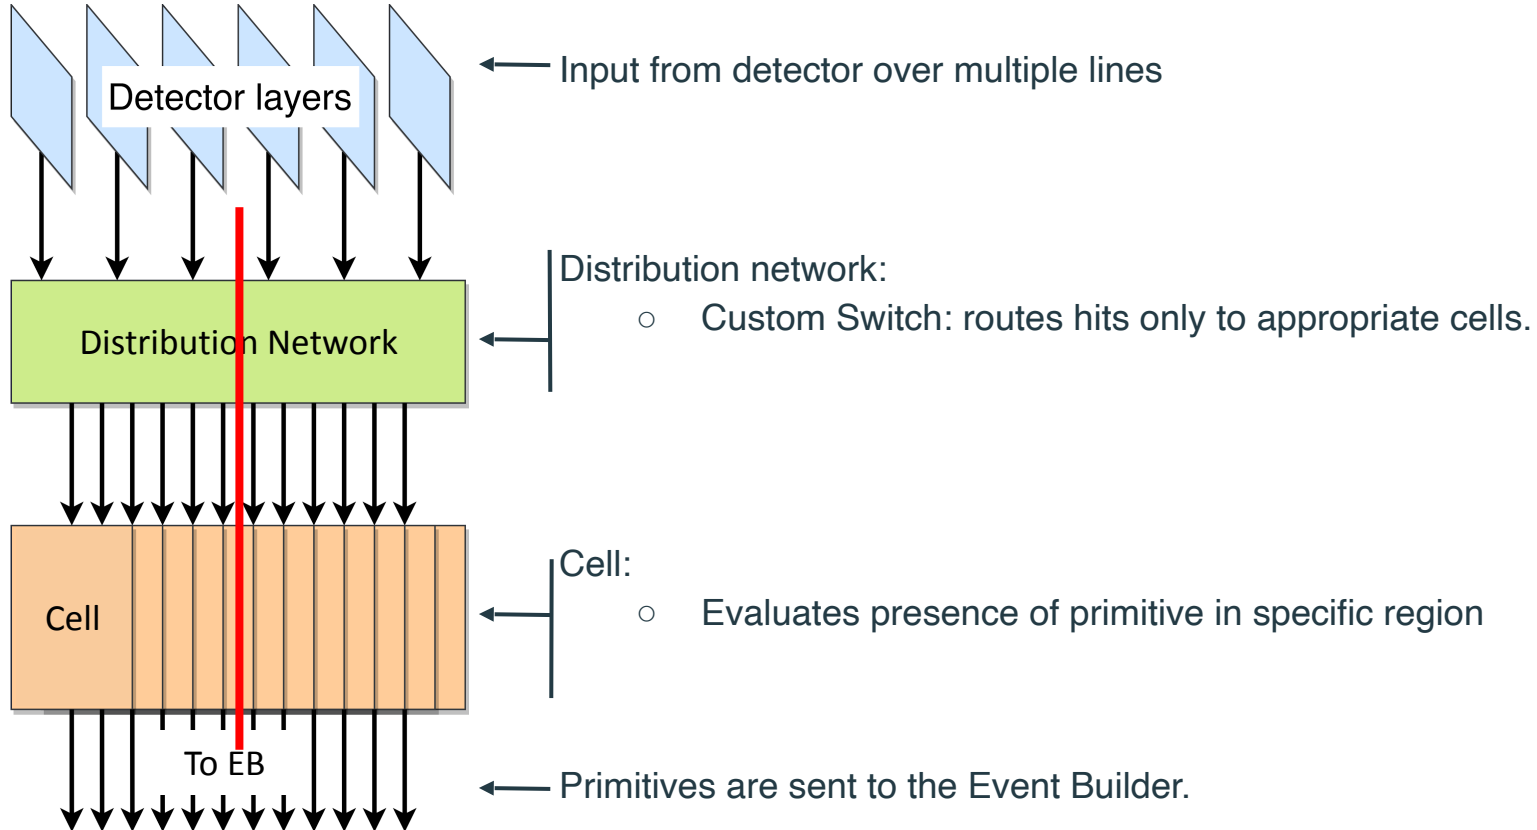 Input from detector over multiple lines
Detector layers
Distribution network:
○ Custom Switch: routes hits only to appropriate cells.
Distribution Network
Cell:
○ Evaluates presence of primitive in specific region
Cell
To EB
Primitives are sent to the Event Builder.